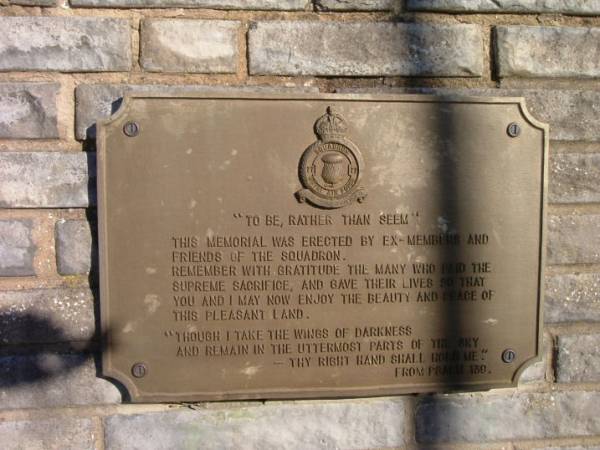 "TO BE, RATHER THAN SEEM"
THIS MEMORIAL WAS ERECTED BY EX-MEMBERS AND
FRIENDS OF THE SQUADRON.
REMEMBER WITH GRATITUDE THE MANY WHO PAID THE
SUPREME SACRIFICE, AND GAVE THEIR LIVES SO THAT
YOU AND I MAY NOW ENJOY THE BEAUTY AND PEACE OF
THIS PLEASANT LAND.
"THOUGH I TAKE THE WINGS OF DARKNESS
AND REMAIN IN THE UTTERMOST PARTS OF THE SKY
— THY RIGHT HAND SHALL HOLD ME."
FROM PSALM 139.